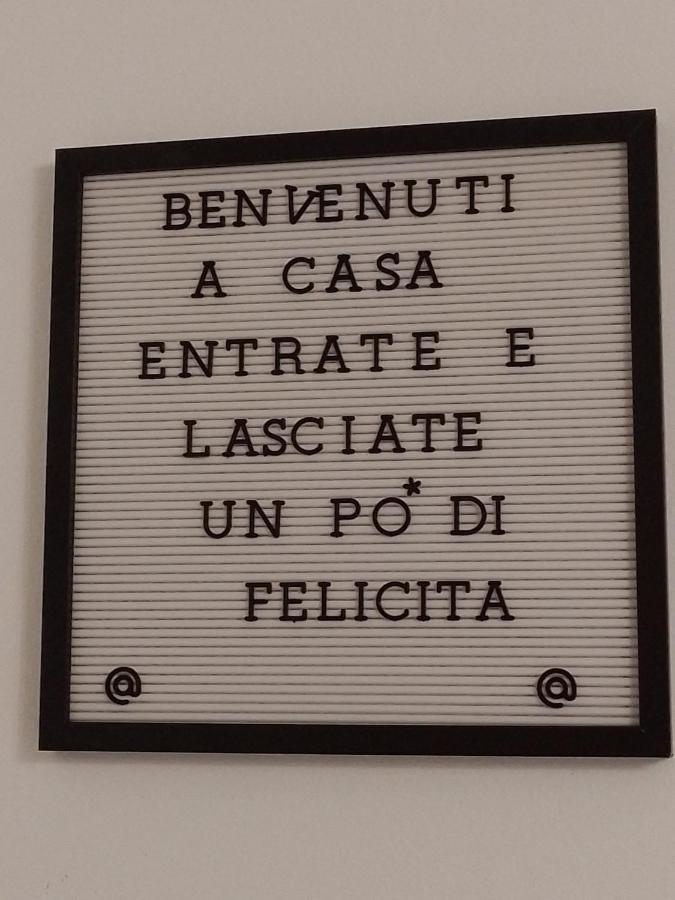 BENVENUTI
A CASA
ENTRATE E
LASCIATE
UN PO* DI
FELICITA
@ @